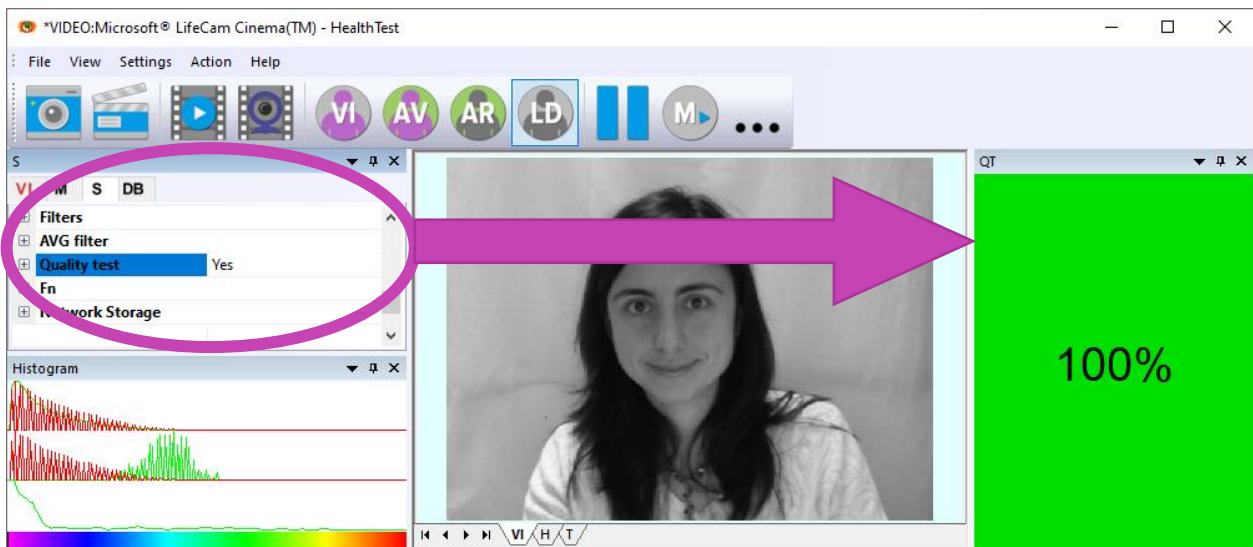 *VIDEO:Microsoft® LifeCam Cinema(TM) - HealthTest
File View Settings Action Help
VI AV AR LD M
S
VI M S DB
Filters
AVG filter
Quality test Yes
Fn
Network Storage
Histogram
VI H T
QT
100%